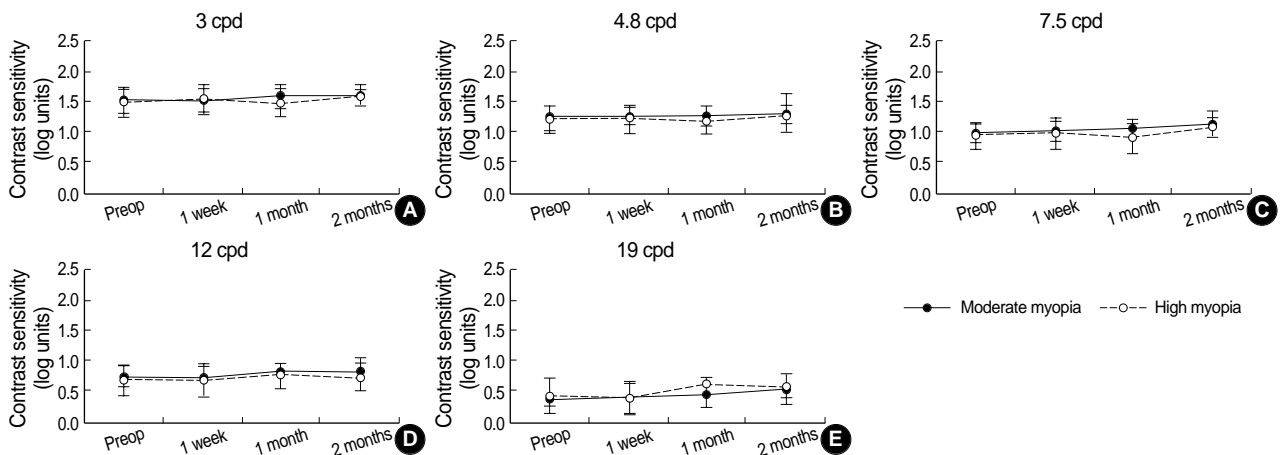 3 cpd
Contrast sensitivity
(log units)
2.5
2.0
1.5
1.0
0.5
0.0
Preop
1 week
1 month
2 months
A
4.8 cpd
Contrast sensitivity
(log units)
2.5
2.0
1.5
1.0
0.5
0.0
Preop
1 week
1 month
2 months
B
7.5 cpd
Contrast sensitivity
(log units)
2.5
2.0
1.5
1.0
0.5
0.0
Preop
1 week
1 month
2 months
C
12 cpd
Contrast sensitivity
(log units)
2.5
2.0
1.5
1.0
0.5
0.0
Preop
1 week
1 month
2 months
D
19 cpd
Contrast sensitivity
(log units)
2.5
2.0
1.5
1.0
0.5
0.0
Preop
1 week
1 month
2 months
E
Moderate myopia
High myopia